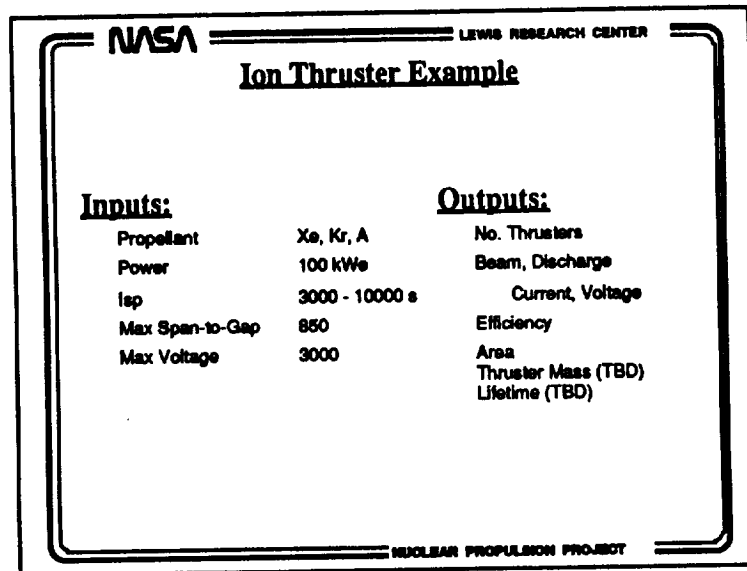 NASA
LEWIS RESEARCH CENTER
Ion Thruster Example
Inputs:
Propellant Xe, Kr, A
Power 100 kWe
Isp 3000 - 10000 s
Max Span-to-Gap 850
Max Voltage 3000
Outputs:
No. Thrusters
Beam, Discharge
Current, Voltage
Efficiency
Area
Thruster Mass (TBD)
Lifetime (TBD)
NUCLEAR PROPULSION PROJECT